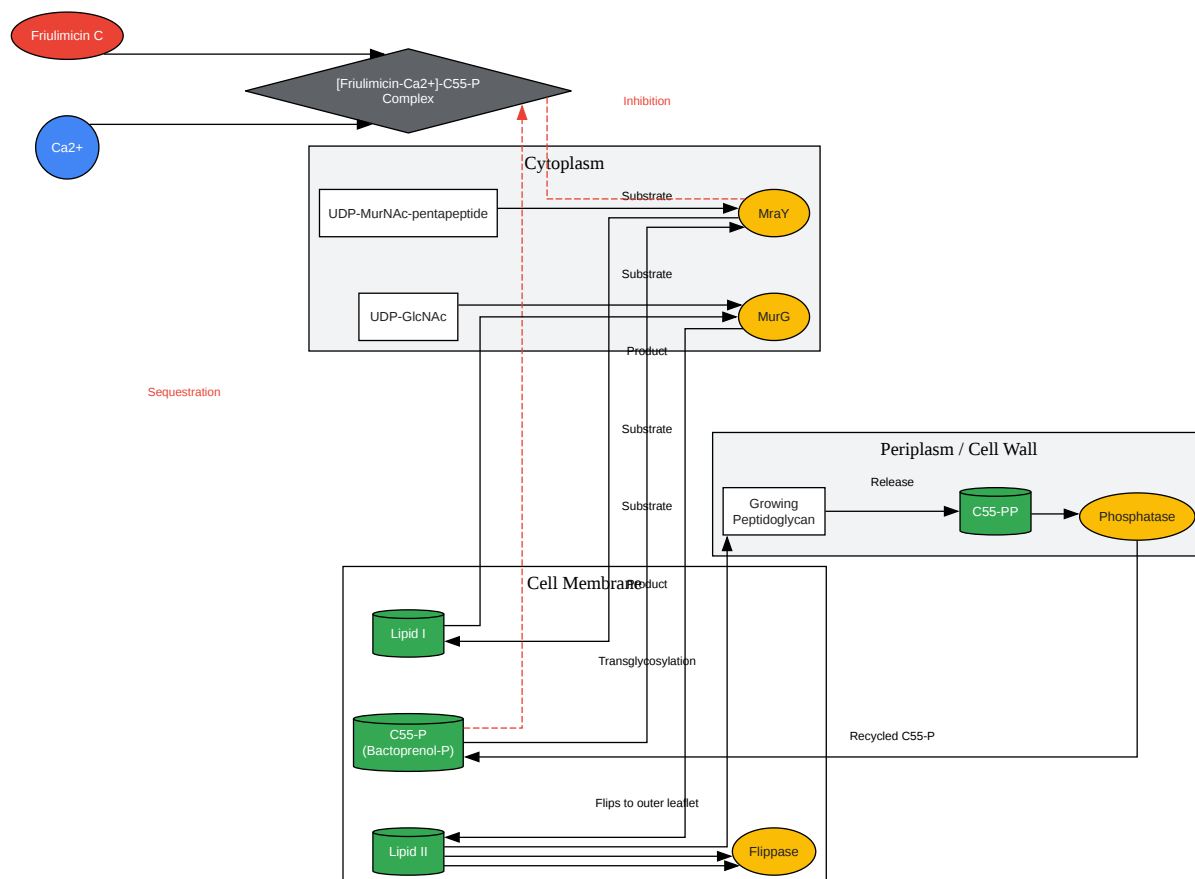 Friulimicin C
[Friulimicin-Ca2+]-C55-P
Complex
Inhibition
Ca2+
Cytoplasm
UDP-MurNAc-pentapeptide
Substrate
MraY
Substrate
UDP-GlcNAc
MurG
Product
Sequestration
Substrate
Periplasm / Cell Wall
Release
Growing
Peptidoglycan
C55-PP
Phosphatase
Substrate
Cell Membrane
Product
Lipid I
Transglycosylation
C55-P
(Bactoprenol-P)
Recycled C55-P
Flips to outer leaflet
Lipid II
Flippase